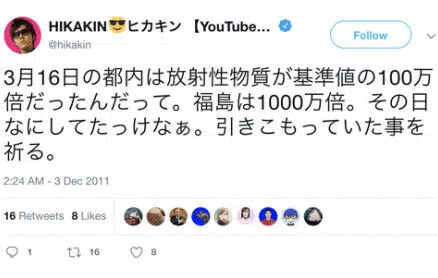 HIKAKIN😎ヒカキン 【YouTube...
@hikakin
Follow
3月16日の都内は放射性物質が基準値の100万
倍だったんだって。福島は1000万倍。その日
なにしてたっけなぁ。引きこもっていた事を
祈る。
2:24 AM - 3 Dec 2011
16 Retweets 8 Likes
1 16 8